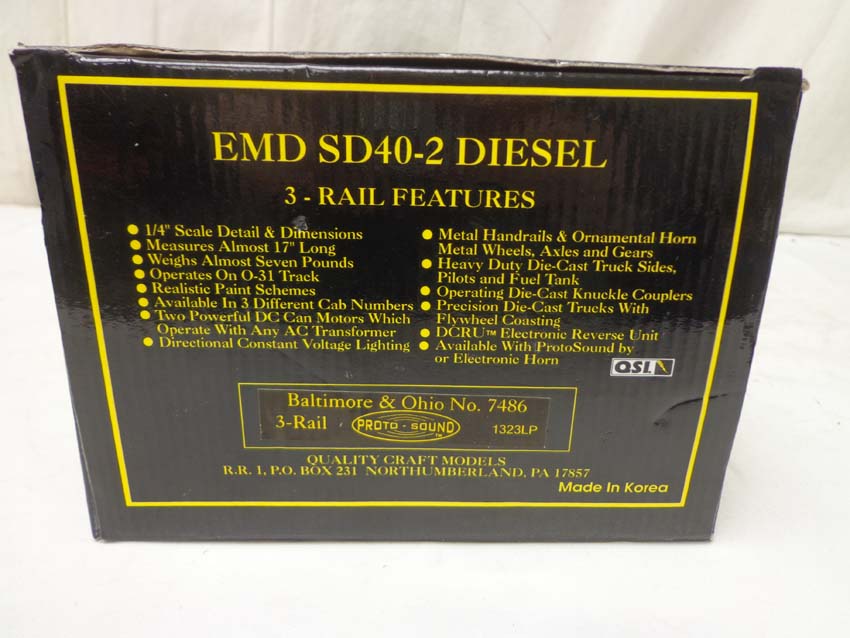 EMD SD40-2 DIESEL
3 - RAIL FEATURES
1/4" Scale Detail & Dimensions
Measures Almost 17" Long
Weighs Almost Seven Pounds
Operates On O-31 Track
Realistic Paint Schemes
Available In 3 Different Cab Numbers
Two Powerful DC Can Motors Which
Operate With Any AC Transformer
Directional Constant Voltage Lighting
Metal Handrails & Ornamental Horn
Metal Wheels, Axles and Gears
Heavy Duty Die-Cast Truck Sides,
Pilots and Fuel Tank
Operating Die-Cast Knuckle Couplers
Precision Die-Cast Trucks With
Flywheel Coasting
DCRU™ Electronic Reverse Unit
Available With ProtoSound by
or Electronic Horn
QSI
Baltimore & Ohio No. 7486
3-Rail PROTO-SOUND™ 1323LP
QUALITY CRAFT MODELS
R.R. 1, P.O. BOX 231 NORTHUMBERLAND, PA 17857
Made In Korea